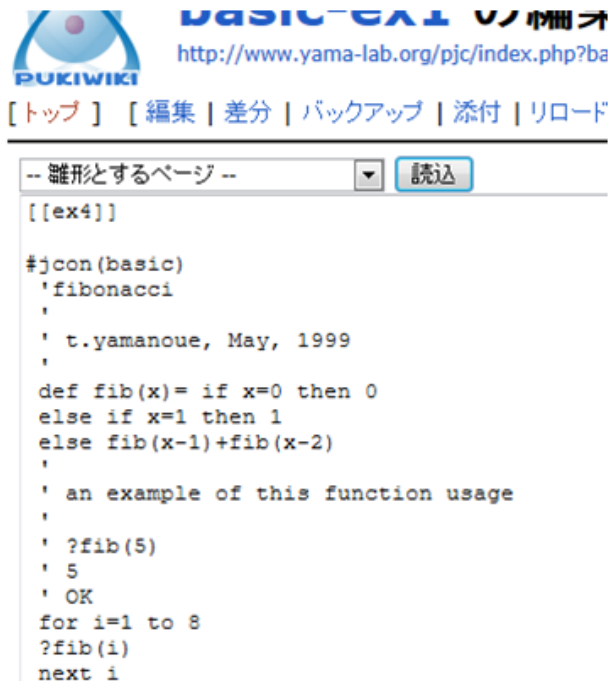 basic-ex1 の編集
http://www.yama-lab.org/pjc/index.php?ba
PUKIWIKI
[ トップ ] [ 編集 | 差分 | バックアップ | 添付 | リロード
-- 雛形とするページ -- 読込
[[ex4]]
#jcon(basic)
'fibonacci
'
' t.yamanoue, May, 1999
'
def fib(x)= if x=0 then 0
else if x=1 then 1
else fib(x-1)+fib(x-2)
'
' an example of this function usage
'
' ?fib(5)
' 5
' OK
for i=1 to 8
?fib(i)
next i